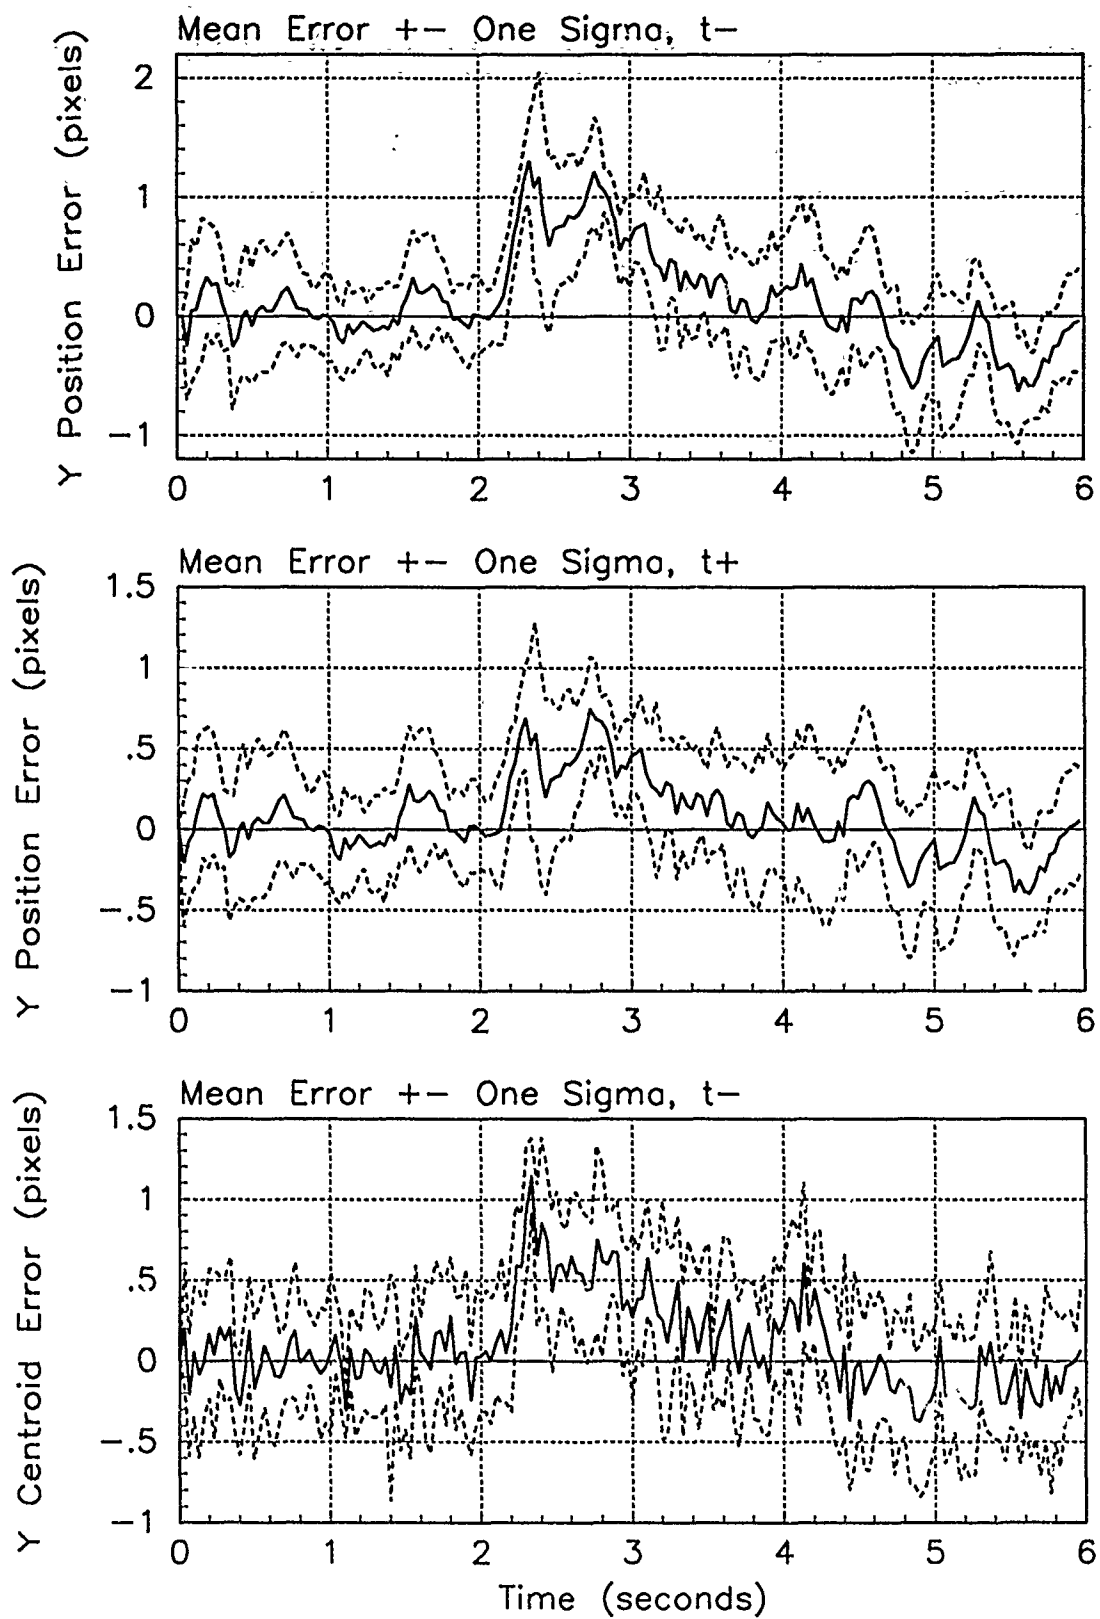 Mean Error +- One Sigma, t-
Y Position Error (pixels)
2
1
0
-1
0 1 2 3 4 5 6
Mean Error +- One Sigma, t+
Y Position Error (pixels)
1.5
1
.5
0
-.5
-1
0 1 2 3 4 5 6
Mean Error +- One Sigma, t-
Y Centroid Error (pixels)
1.5
1
.5
0
-.5
-1
0 1 2 3 4 5 6
Time (seconds)